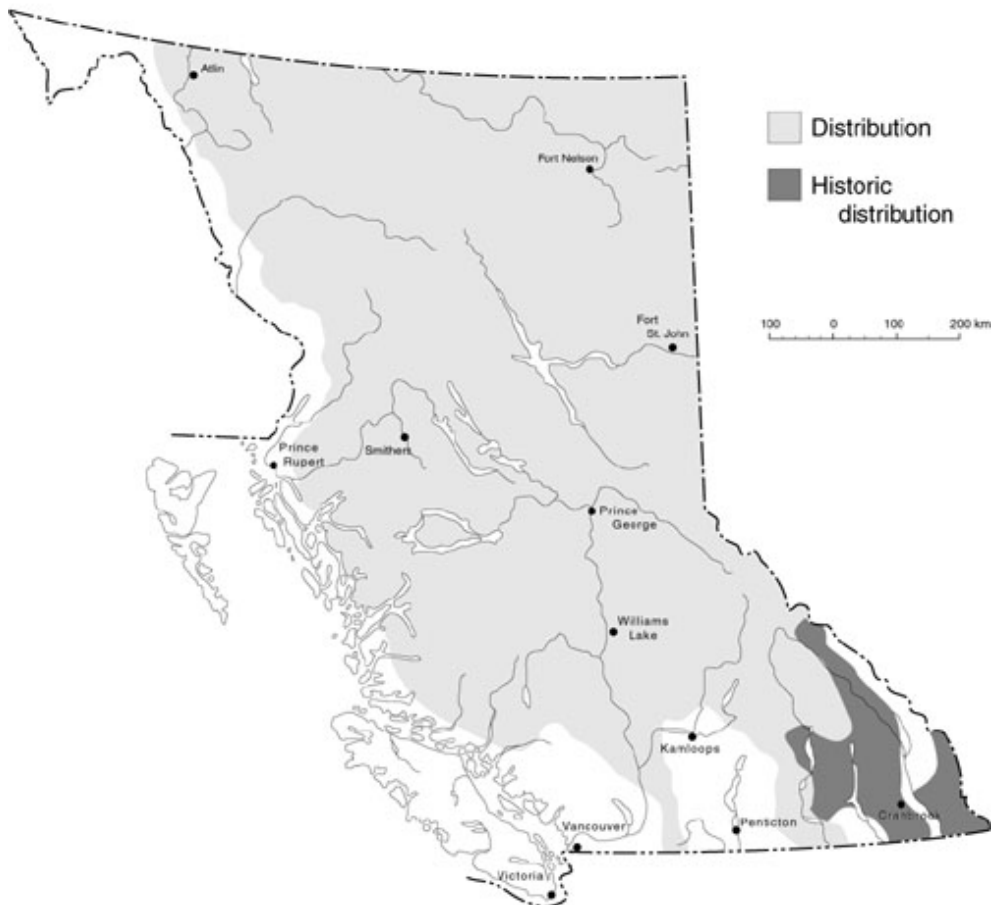 Atlin
Fort Nelson
Distribution
Historic
distribution
100 0 100 200 km
Fort
St. John
Prince
Rupert
Smithers
Prince
George
Williams
Lake
Kamloops
Cranbrook
Vancouver
Penticton
Victoria